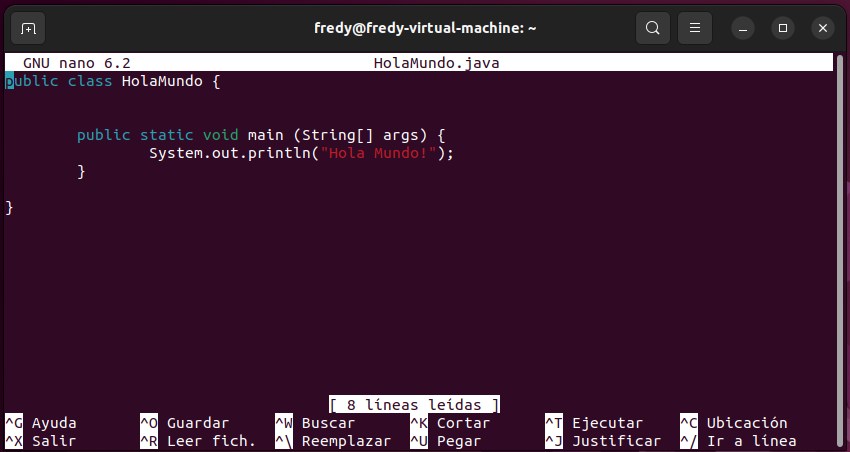 fredy@fredy-virtual-machine: ~
GNU nano 6.2 HolaMundo.java
public class HolaMundo {
public static void main (String[] args) {
System.out.println("Hola Mundo!");
}
}
[ 8 líneas leídas ]
^G Ayuda ^O Guardar ^W Buscar ^K Cortar ^T Ejecutar ^C Ubicación
^X Salir ^R Leer fich. ^\ Reemplazar ^U Pegar ^J Justificar ^/ Ir a línea